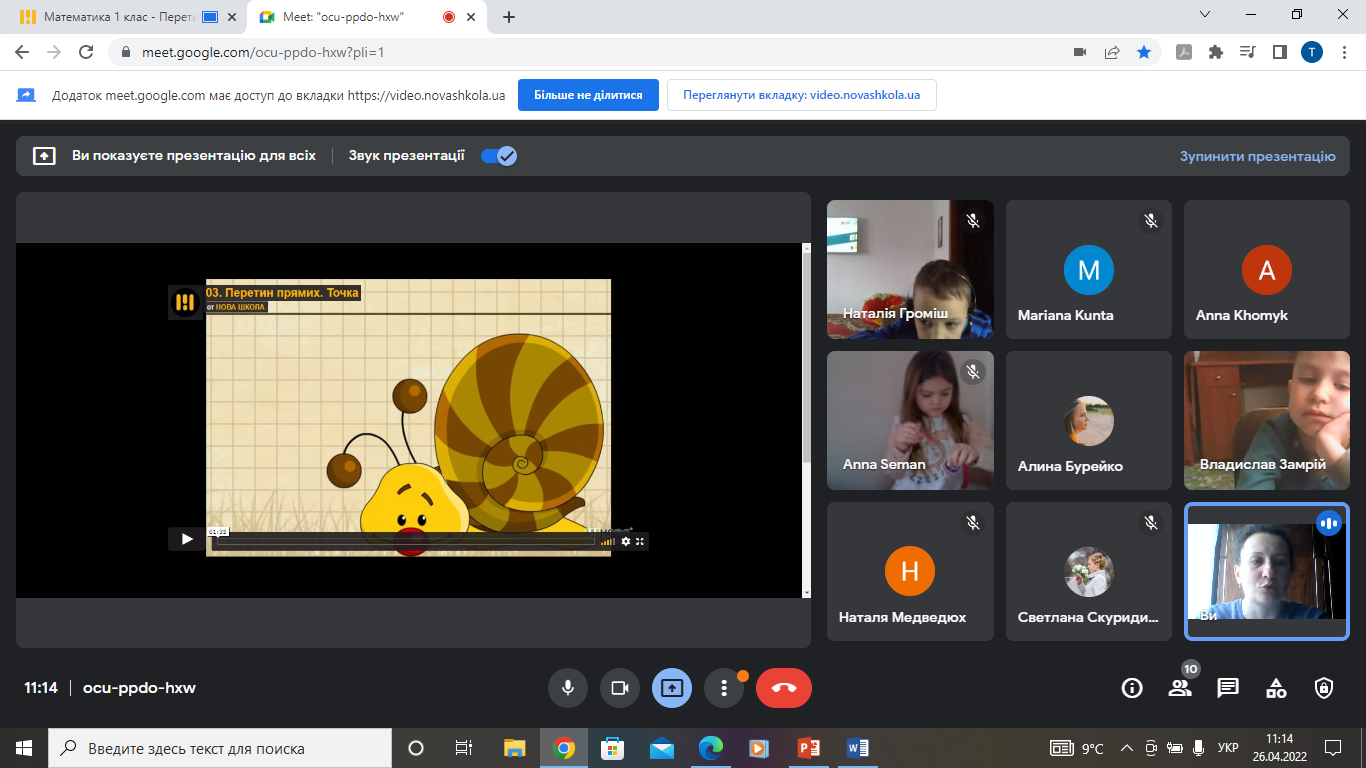 Математика 1 клас - Перети
Meet: "ocu-ppdo-hxw"
meet.google.com/ocu-ppdo-hxw?pli=1
T
Додаток meet.google.com має доступ до вкладки https://video.novashkola.ua
Більше не ділитися
Переглянути вкладку: video.novashkola.ua
Ви показуєте презентацію для всіх
Звук презентації
Зупинити презентацію
03. Перетин прямих. Точка
от НОВА ШКОЛА
01:35
Наталія Громіш
M
Mariana Kunta
A
Anna Khomyk
Anna Seman
Алина Бурейко
Владислав Замрій
Н
Наталя Медведюх
Светлана Скуриди...
Ви
11:14
ocu-ppdo-hxw
10
Введите здесь текст для поиска
9°C
УКР
11:14
26.04.2022